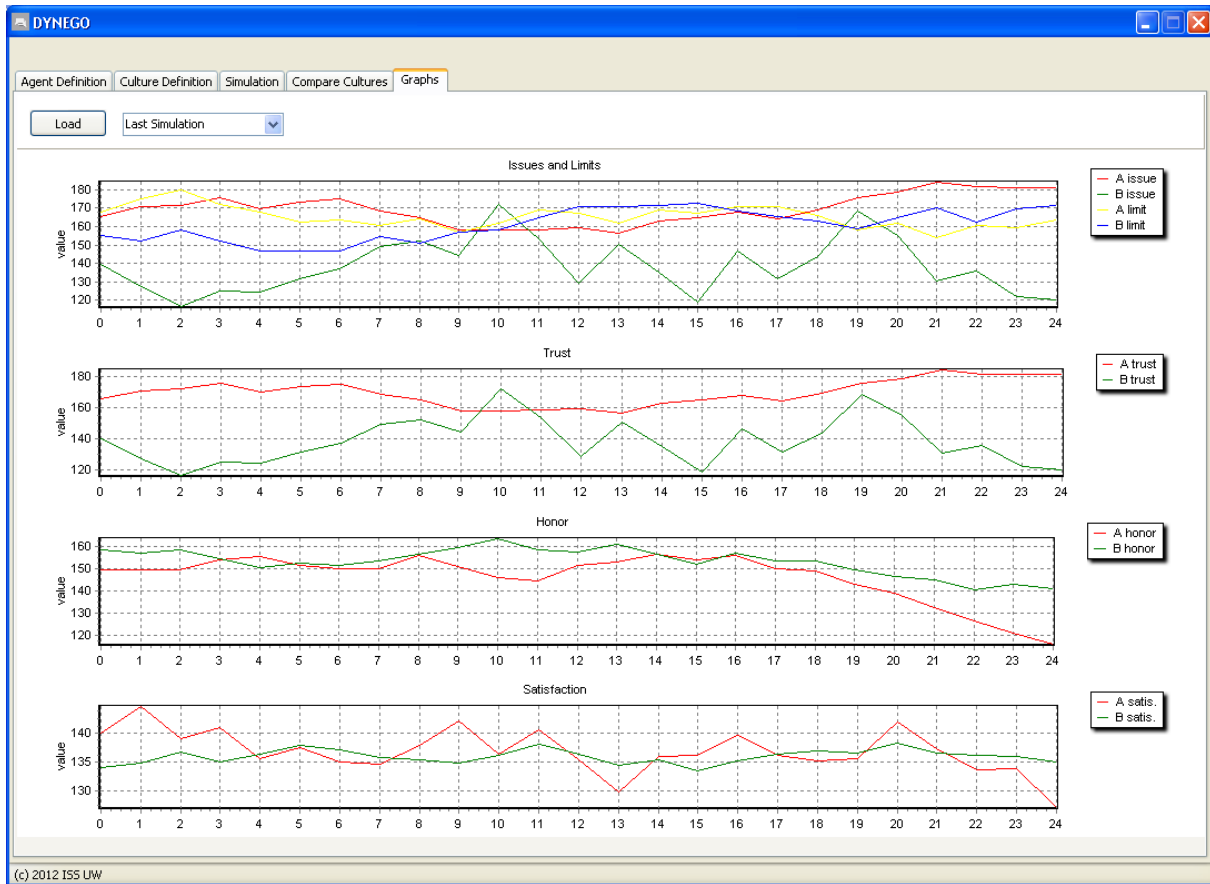 DYNEGO
Agent Definition Culture Definition Simulation Compare Cultures Graphs
Load Last Simulation
Issues and Limits
value
180
170
160
150
140
130
120
0 1 2 3 4 5 6 7 8 9 10 11 12 13 14 15 16 17 18 19 20 21 22 23 24
A issue
B issue
A limit
B limit
Trust
value
180
160
140
120
0 1 2 3 4 5 6 7 8 9 10 11 12 13 14 15 16 17 18 19 20 21 22 23 24
A trust
B trust
Honor
value
160
150
140
130
120
0 1 2 3 4 5 6 7 8 9 10 11 12 13 14 15 16 17 18 19 20 21 22 23 24
A honor
B honor
Satisfaction
value
140
135
130
0 1 2 3 4 5 6 7 8 9 10 11 12 13 14 15 16 17 18 19 20 21 22 23 24
A satis.
B satis.
(c) 2012 ISS UW